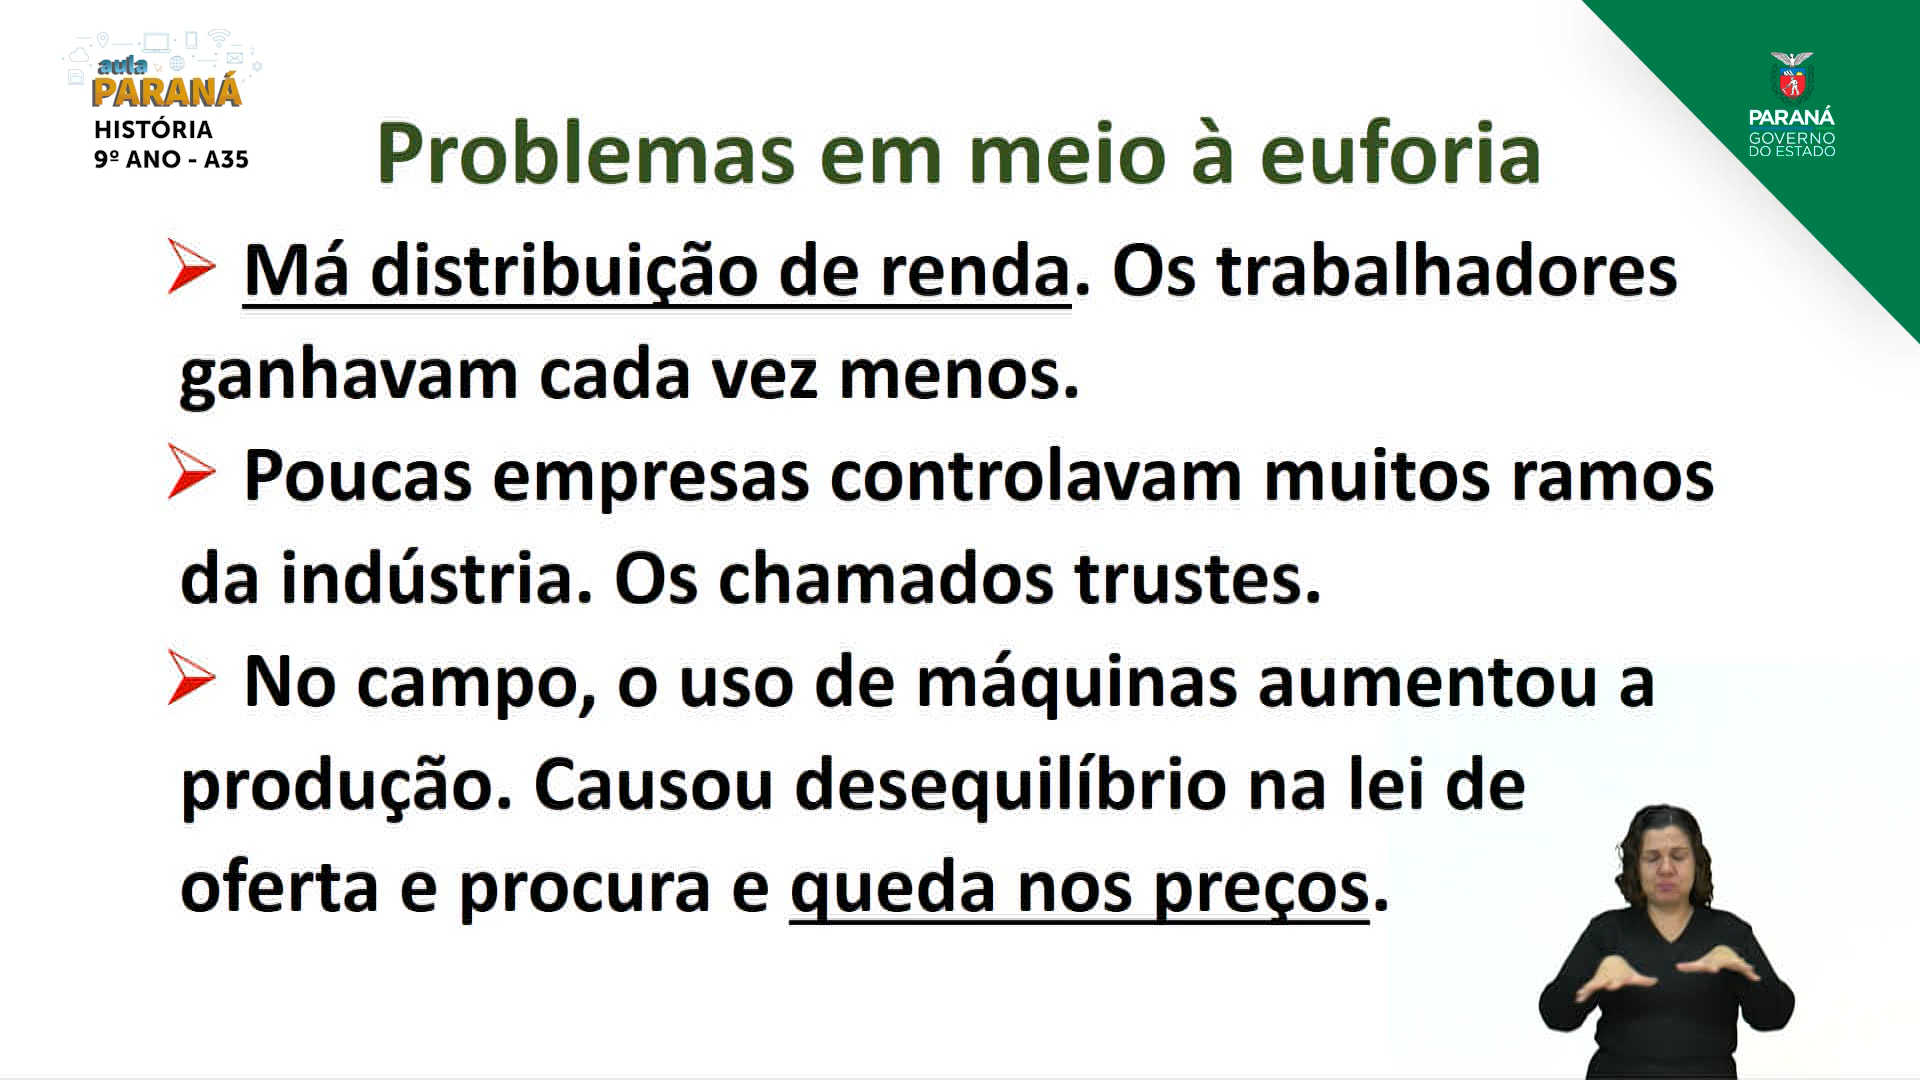 aula
PARANÁ
HISTÓRIA
9º ANO - A35
PARANÁ
GOVERNO
DO ESTADO
Problemas em meio à euforia
Má distribuição de renda. Os trabalhadores
ganhavam cada vez menos.
Poucas empresas controlavam muitos ramos
da indústria. Os chamados trustes.
No campo, o uso de máquinas aumentou a
produção. Causou desequilíbrio na lei de
oferta e procura e queda nos preços.